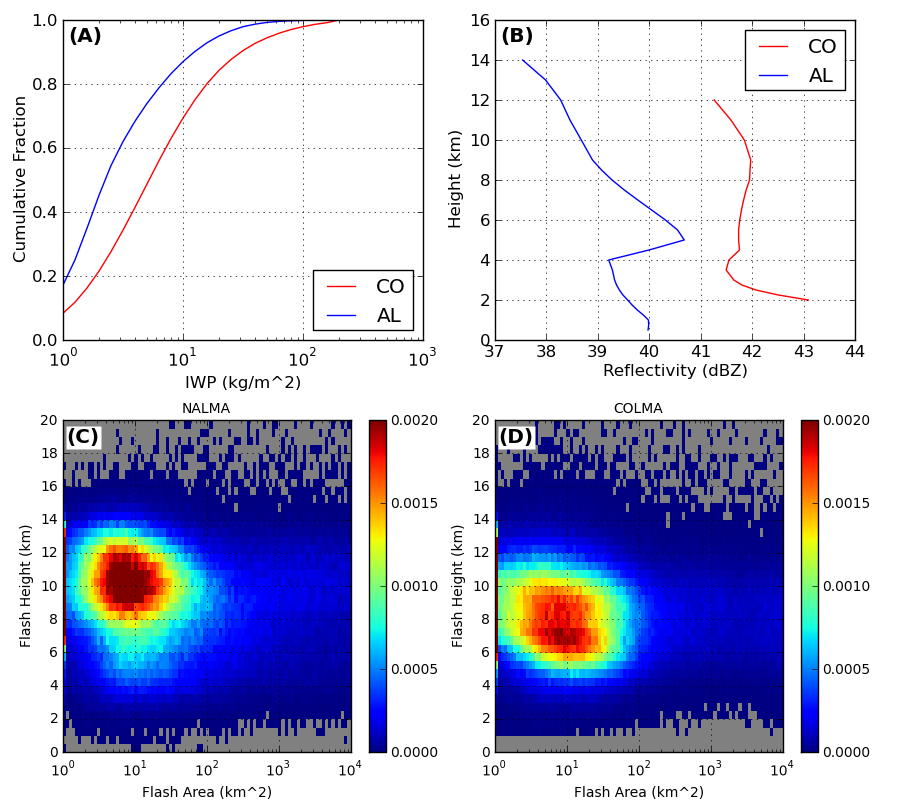 (A)
1.0
0.8
0.6
0.4
0.2
0.0
Cumulative Fraction
CO
AL
10^0 10^1 10^2 10^3
IWP (kg/m^2)
(B)
16
14
12
10
8
6
4
2
0
Height (km)
CO
AL
37 38 39 40 41 42 43 44
Reflectivity (dBZ)
NALMA
(C)
20
18
16
14
12
10
8
6
4
2
0
Flash Height (km)
10^0 10^1 10^2 10^3 10^4
Flash Area (km^2)
0.0020
0.0015
0.0010
0.0005
0.0000
COLMA
(D)
20
18
16
14
12
10
8
6
4
2
0
Flash Height (km)
10^0 10^1 10^2 10^3 10^4
Flash Area (km^2)
0.0020
0.0015
0.0010
0.0005
0.0000